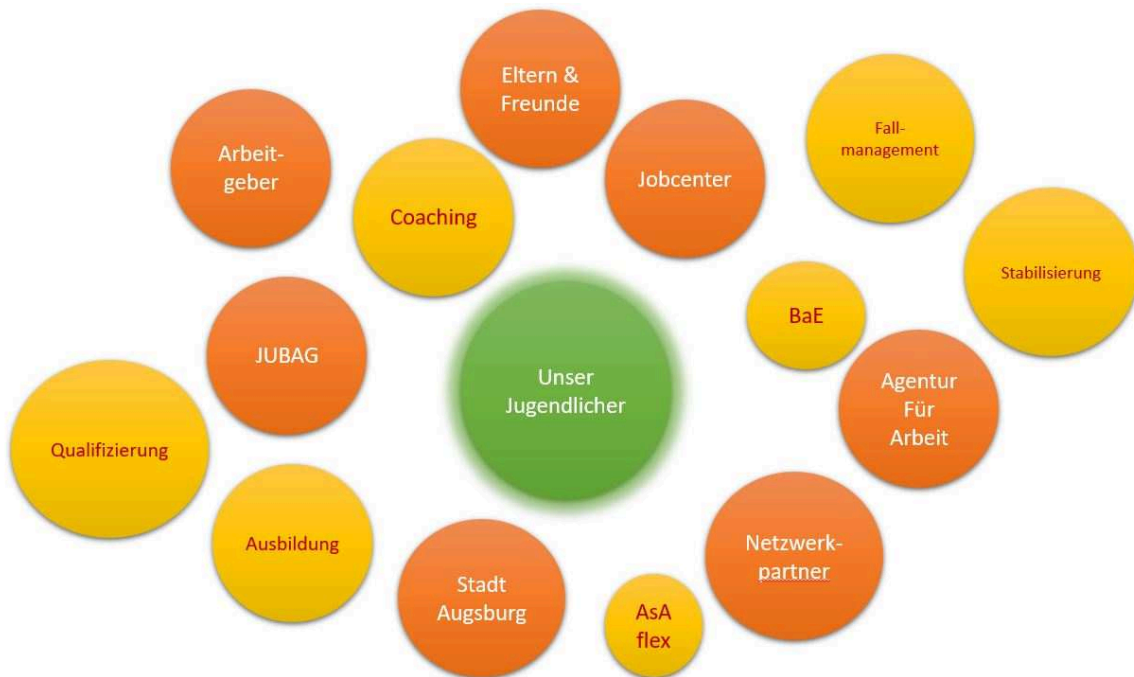 Eltern &
Freunde
Arbeit-
geber
Jobcenter
Fall-
management
Coaching
Stabilisierung
BaE
JUBAG
Unser
Jugendlicher
Agentur
Für
Arbeit
Qualifizierung
Ausbildung
Netzwerk-
partner
Stadt
Augsburg
AsA
flex